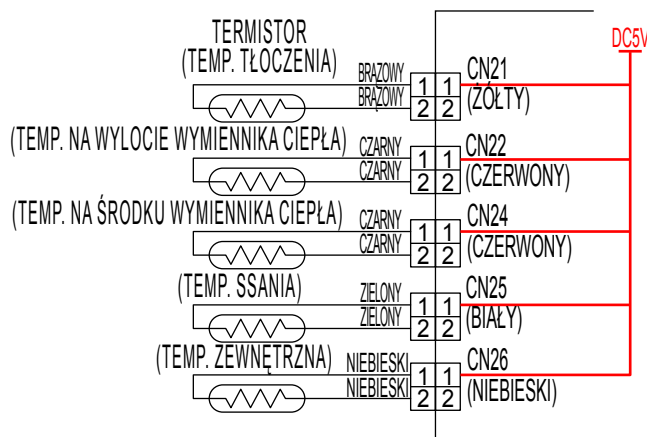 TERMISTOR
(TEMP. TŁOCZENIA)
DC5V
BRĄZOWY 1 1 CN21
BRĄZOWY 2 2 (ŻÓŁTY)
(TEMP. NA WYLOCIE WYMIENNIKA CIEPŁA)
CZARNY 1 1 CN22
CZARNY 2 2 (CZERWONY)
(TEMP. NA ŚRODKU WYMIENNIKA CIEPŁA)
CZARNY 1 1 CN24
CZARNY 2 2 (CZERWONY)
(TEMP. SSANIA)
ZIELONY 1 1 CN25
ZIELONY 2 2 (BIAŁY)
(TEMP. ZEWNĘTRZNA)
NIEBIESKI 1 1 CN26
NIEBIESKI 2 2 (NIEBIESKI)